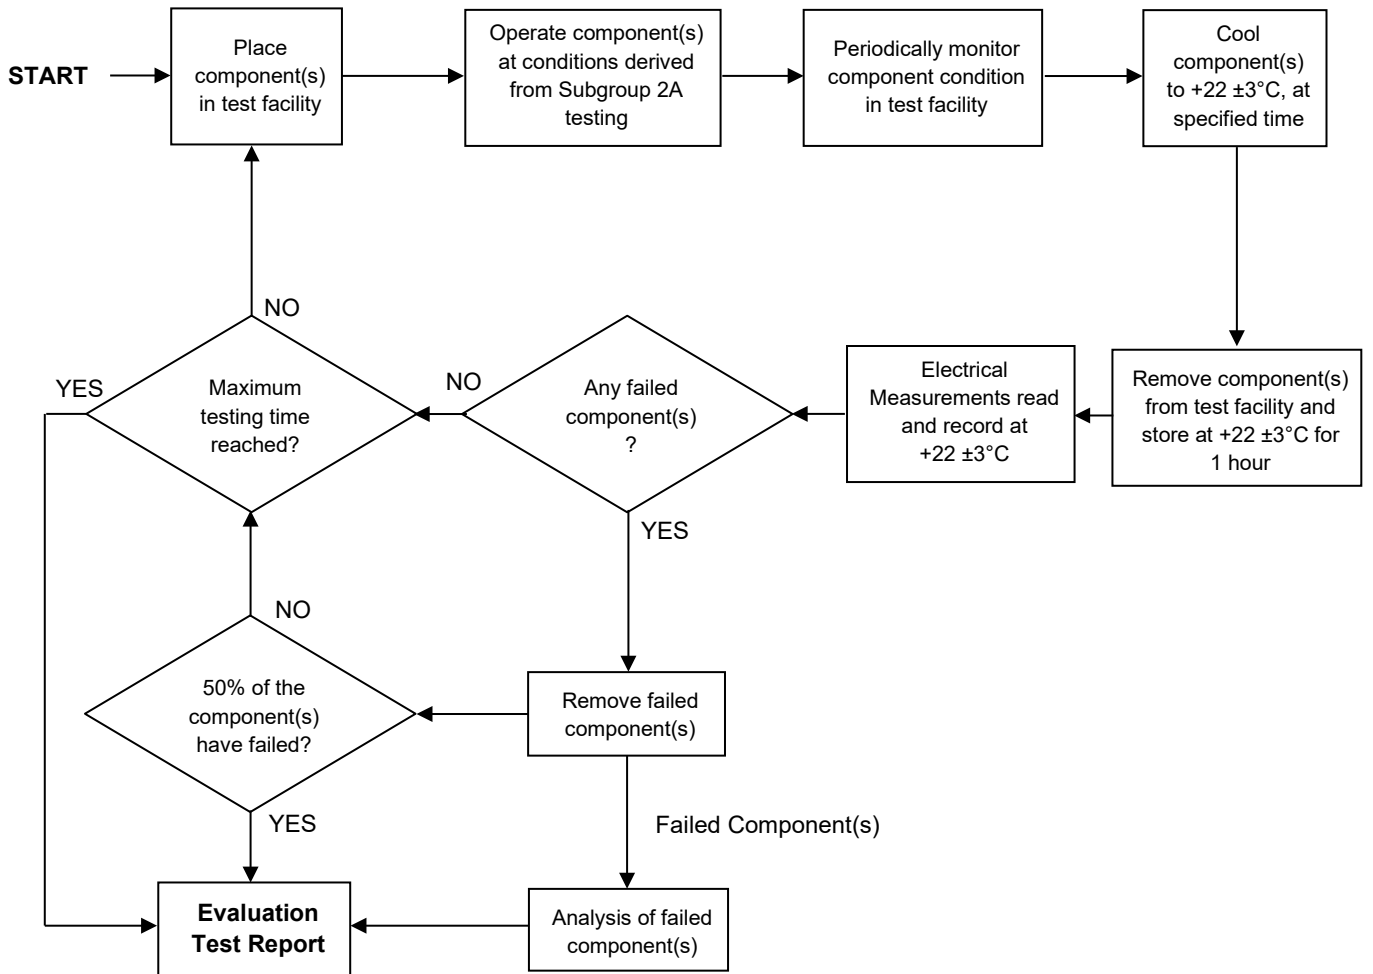 START
Place
component(s)
in test facility
Operate component(s)
at conditions derived
from Subgroup 2A
testing
Periodically monitor
component condition
in test facility
Cool
component(s)
to +22 ±3°C, at
specified time
Remove component(s)
from test facility and
store at +22 ±3°C for
1 hour
Electrical
Measurements read
and record at
+22 ±3°C
Any failed
component(s)
?
NO
YES
Maximum
testing time
reached?
NO
YES
Remove failed
component(s)
50% of the
component(s)
have failed?
NO
YES
Failed Component(s)
Analysis of failed
component(s)
Evaluation
Test Report